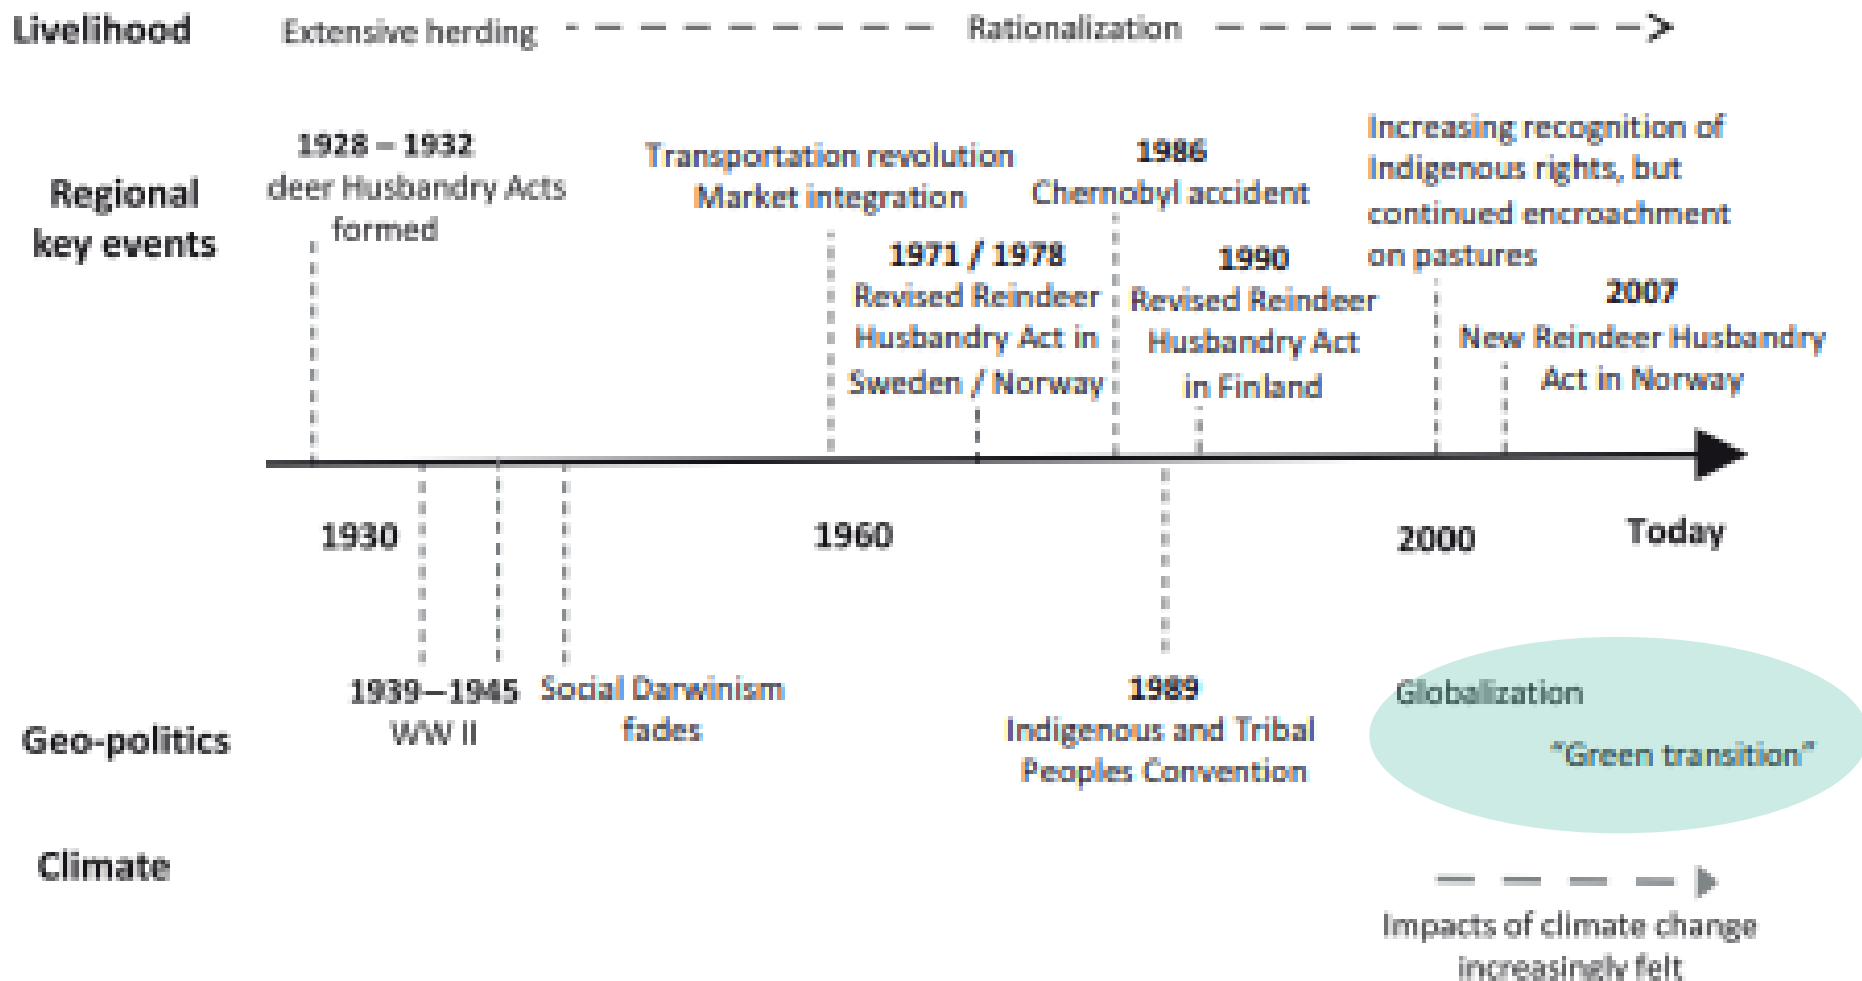 Livelihood
Extensive herding
Rationalization
Regional
key events
1928 – 1932
deer Husbandry Acts
formed
Transportation revolution
Market integration
1971 / 1978
Revised Reindeer
Husbandry Act in
Sweden / Norway
1986
Chernobyl accident
1990
Revised Reindeer
Husbandry Act
in Finland
Increasing recognition of
Indigenous rights, but
continued encroachment
on pastures
2007
New Reindeer Husbandry
Act in Norway
1930
1960
2000
Today
Geo-politics
1939–1945
WW II
Social Darwinism
fades
1989
Indigenous and Tribal
Peoples Convention
Globalization
“Green transition”
Climate
Impacts of climate change
increasingly felt